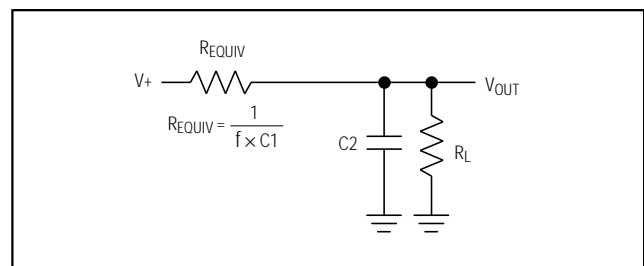 REQUIV
V+
VOUT
REQUIV = 1 / f × C1
C2
RL